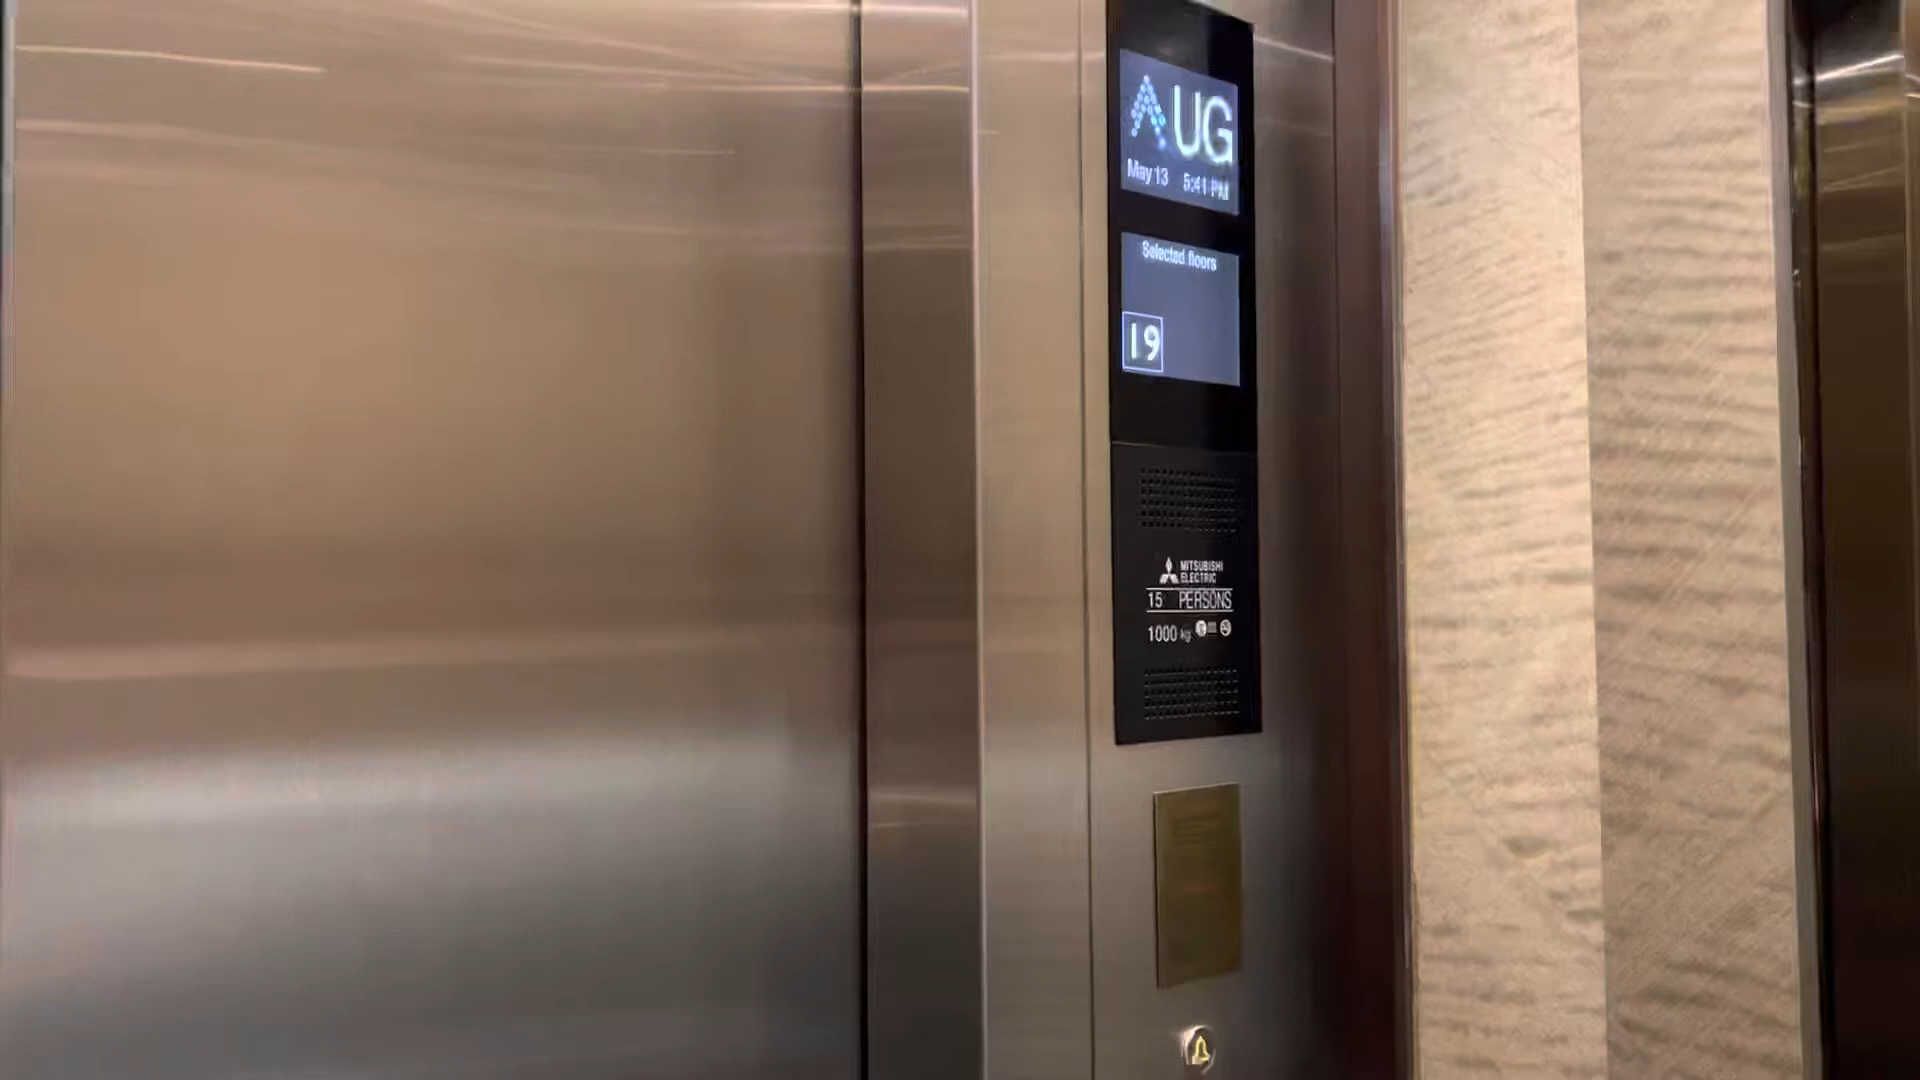 UG
May 13 5:41 PM
Selected floors
19
MITSUBISHI
ELECTRIC
15 PERSONS
1000 kg